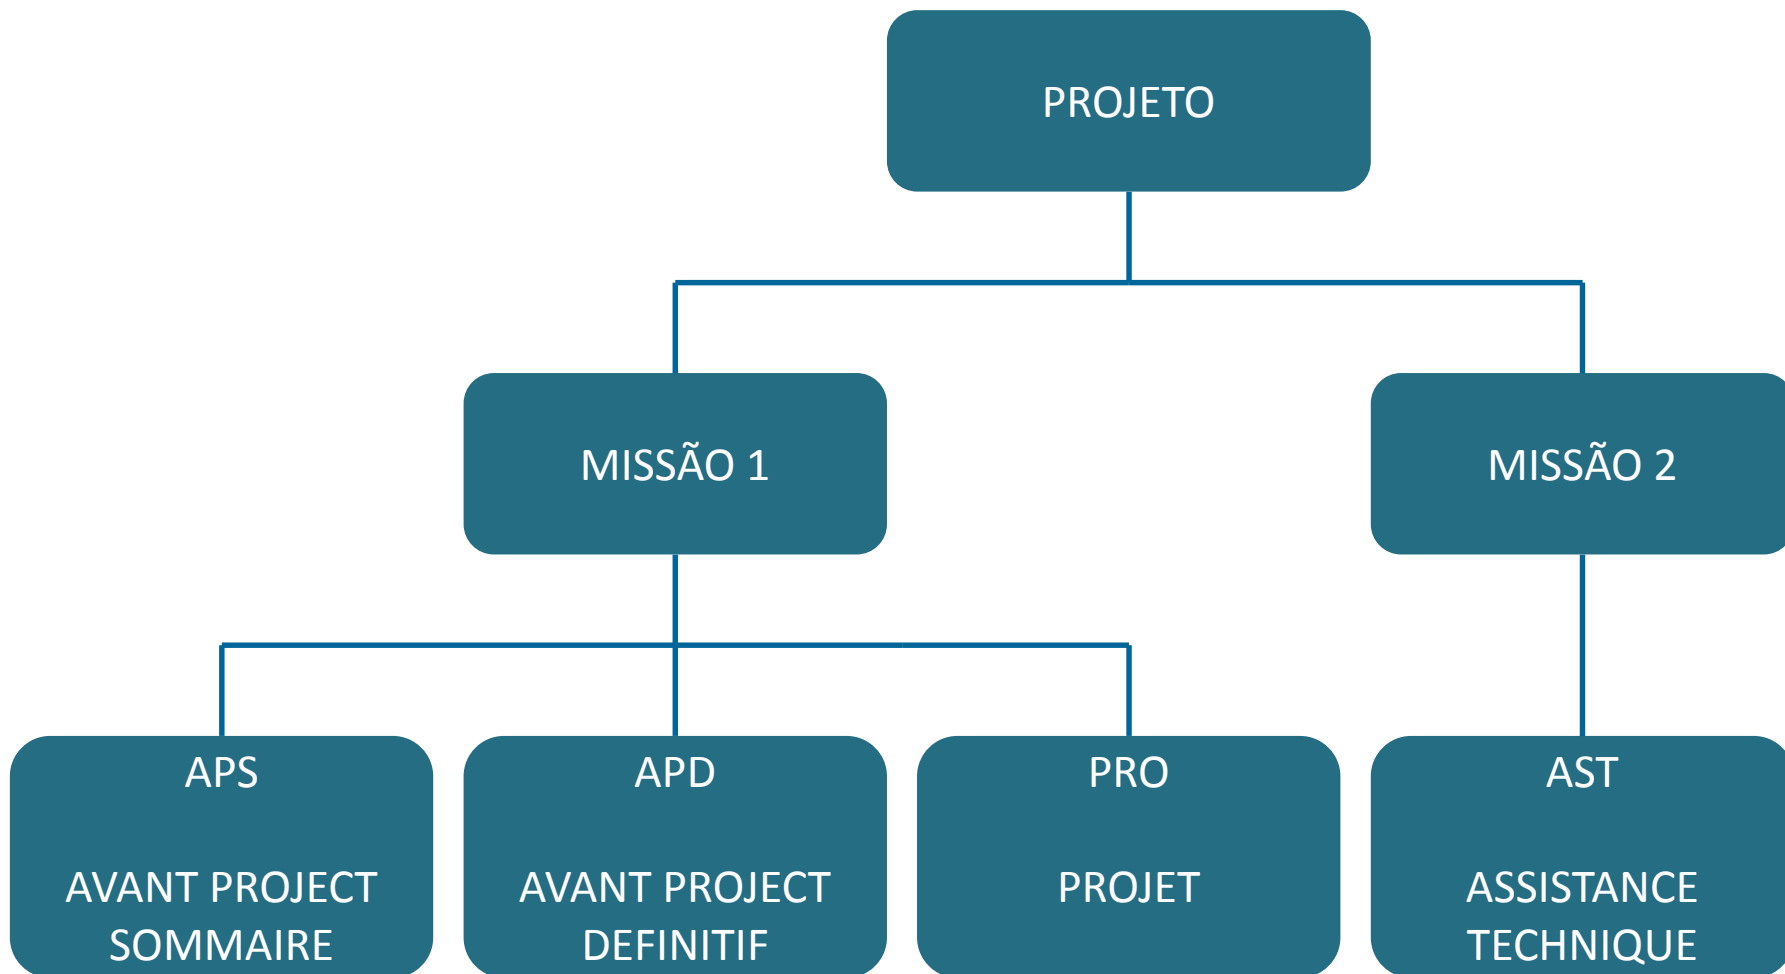 PROJETO
MISSÃO 1
MISSÃO 2
APS
AVANT PROJECT
SOMMAIRE
APD
AVANT PROJECT
DEFINITIF
PRO
PROJET
AST
ASSISTANCE
TECHNIQUE